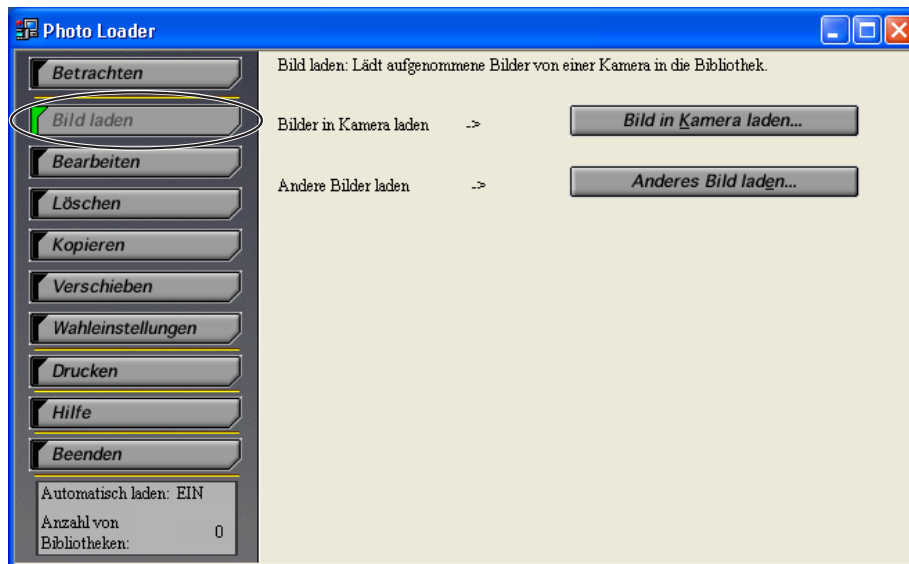 Photo Loader
Betrachten
Bild laden
Bearbeiten
Löschen
Kopieren
Verschieben
Wahleinstellungen
Drucken
Hilfe
Beenden
Automatisch laden: EIN
Anzahl von
Bibliotheken: 0
Bild laden: Lädt aufgenommene Bilder von einer Kamera in die Bibliothek.
Bilder in Kamera laden -> Bild in Kamera laden...
Andere Bilder laden -> Anderes Bild laden...